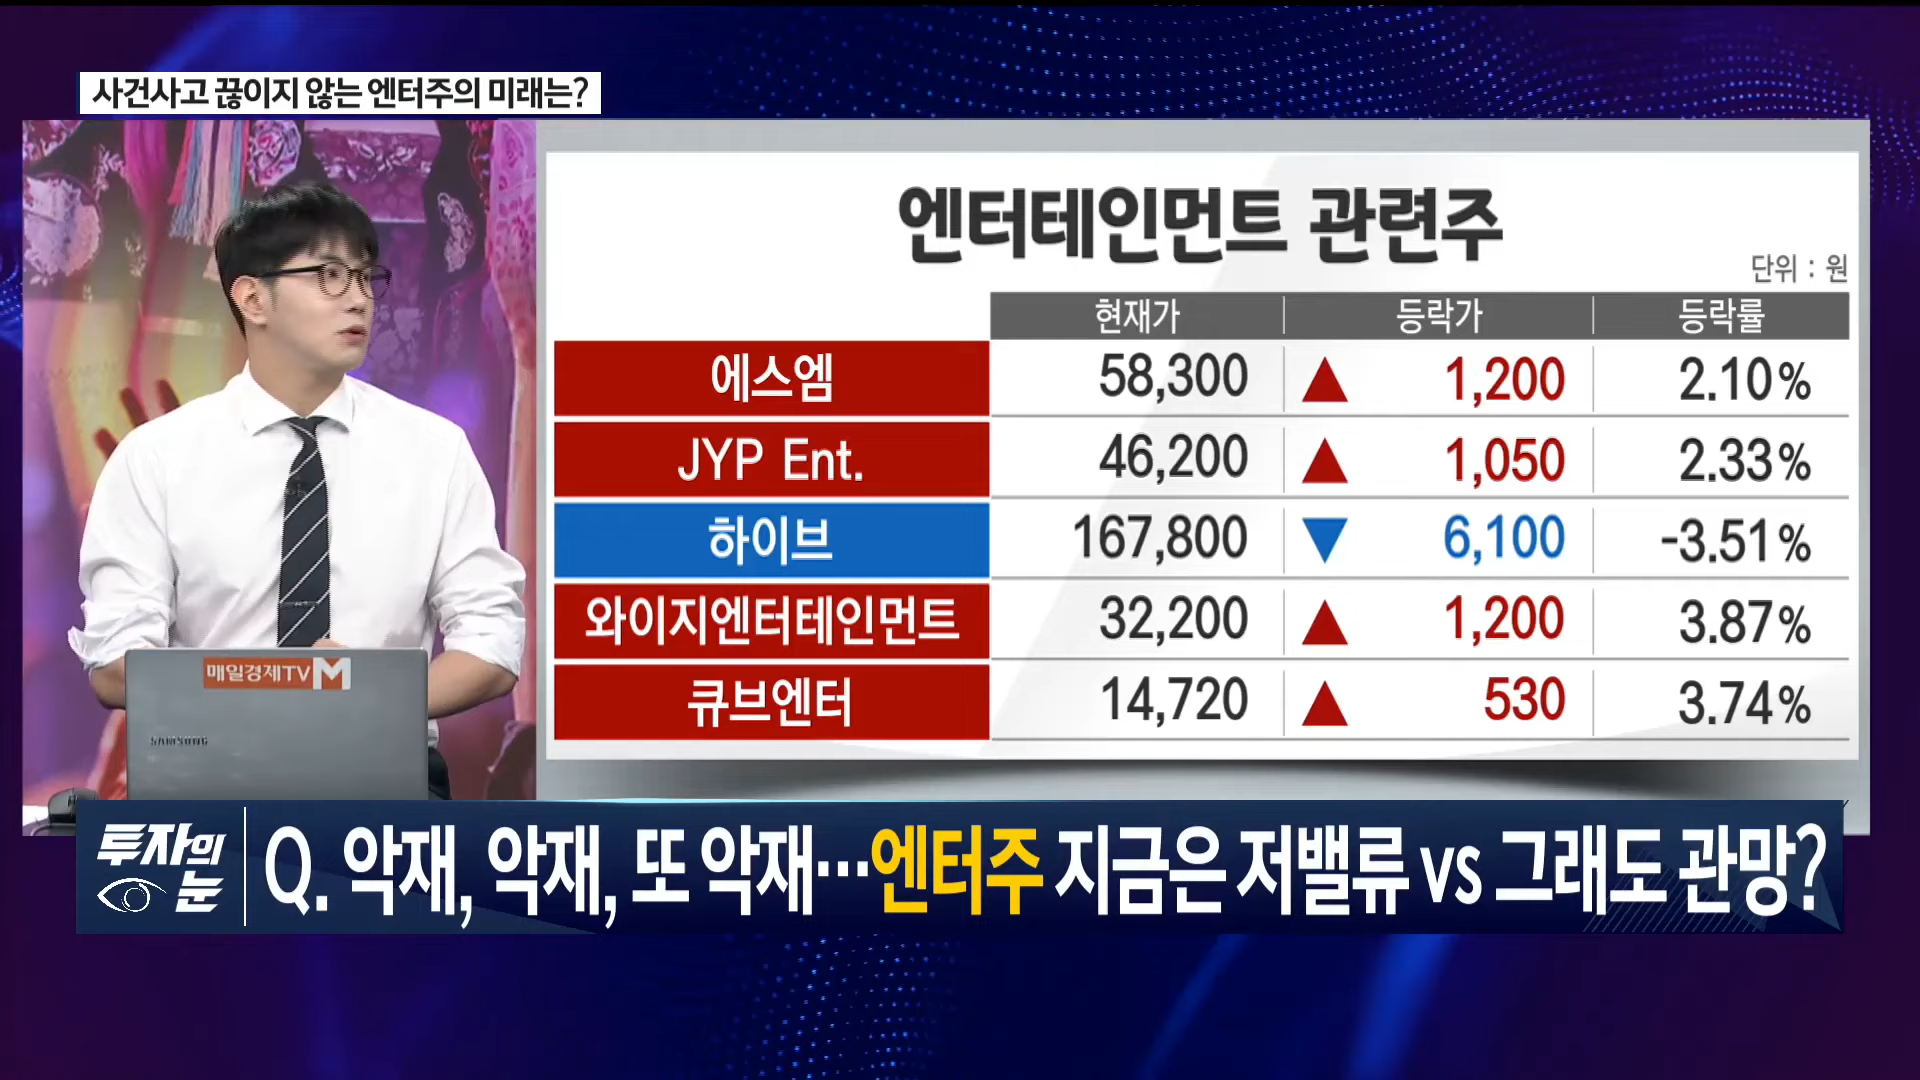 사건사고 끊이지 않는 엔터주의 미래는?
엔터테인먼트 관련주
단위 : 원
현재가 등락가 등락률
에스엠 58,300 ▲ 1,200 2.10%
JYP Ent. 46,200 ▲ 1,050 2.33%
하이브 167,800 ▼ 6,100 -3.51%
와이지엔터테인먼트 32,200 ▲ 1,200 3.87%
큐브엔터 14,720 ▲ 530 3.74%
매일경제TV M
SAMSUNG
투자의 눈
Q. 악재, 악재, 또 악재…엔터주 지금은 저밸류 vs 그래도 관망?